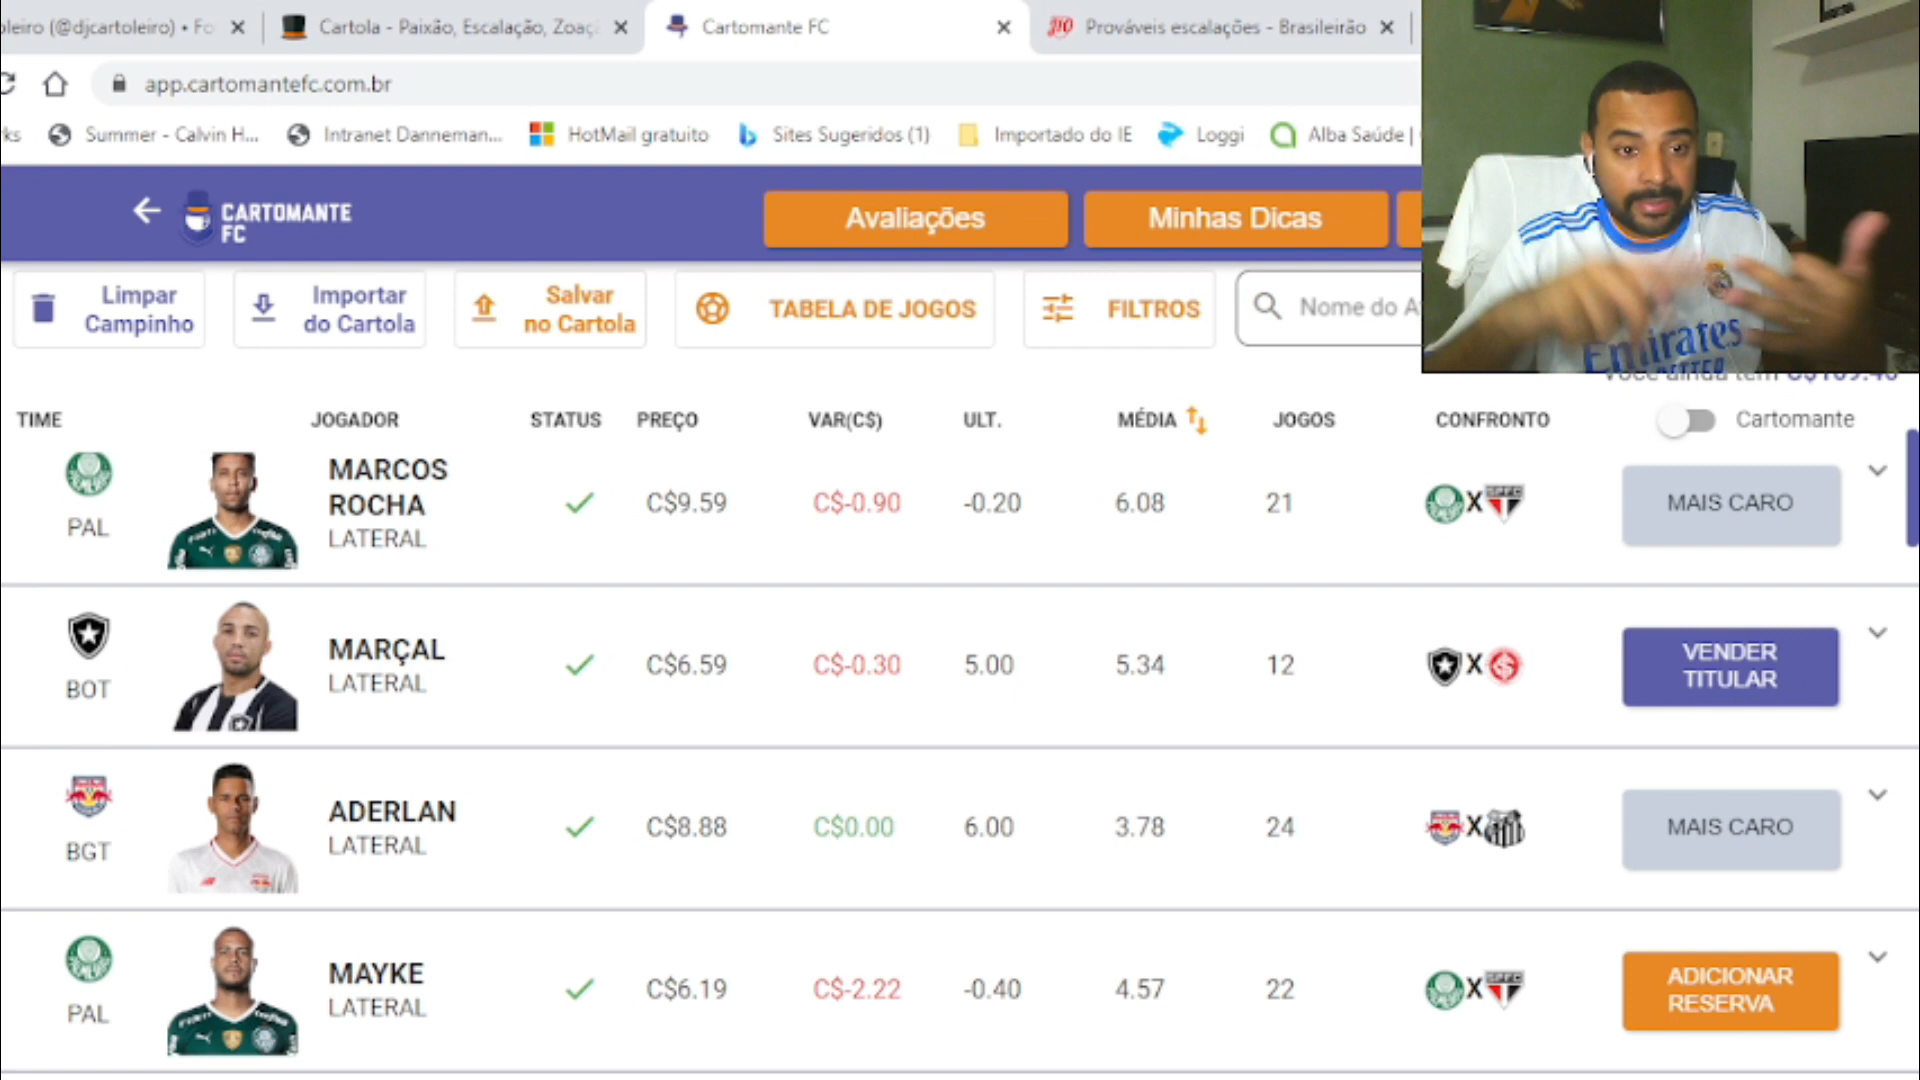 oleiro (@djcartoleiro) • Fo
Cartola - Paixão, Escalação, Zoaç
Cartomante FC
Prováveis escalações - Brasileirão
app.cartomantefc.com.br
ks
Summer - Calvin H...
Intranet Danneman...
HotMail gratuito
Sites Sugeridos (1)
Importado do IE
Loggi
Alba Saúde |
CARTOMANTE
FC
Avaliações
Minhas Dicas
Limpar
Campinho
Importar
do Cartola
Salvar
no Cartola
TABELA DE JOGOS
FILTROS
Nome do A
Emirates
TIME
JOGADOR
STATUS
PREÇO
VAR(C$)
ULT.
MÉDIA
JOGOS
CONFRONTO
Cartomante
PAL
MARCOS
ROCHA
LATERAL
C$9.59
C$-0.90
-0.20
6.08
21
X
MAIS CARO
BOT
MARÇAL
LATERAL
C$6.59
C$-0.30
5.00
5.34
12
X
VENDER
TITULAR
BGT
ADERLAN
LATERAL
C$8.88
C$0.00
6.00
3.78
24
X
MAIS CARO
PAL
MAYKE
LATERAL
C$6.19
C$-2.22
-0.40
4.57
22
X
ADICIONAR
RESERVA